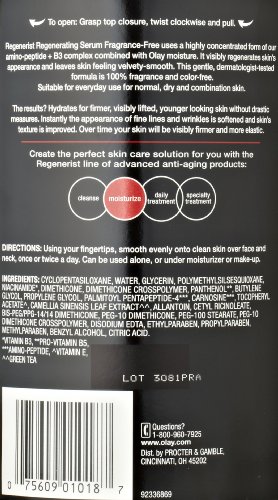 To open: Grasp top closure, twist clockwise and pull.
Regenerist Regenerating Serum Fragrance-Free uses a highly concentrated form of our
amino-peptide + B3 complex combined with Olay moisture. It visibly regenerates skin's
appearance and leaves skin feeling velvety-smooth. This gentle, dermatologist-tested
formula is 100% fragrance and color-free.
Suitable for everyday use for normal, dry and combination skin.
The results? Hydrates for firmer, visibly lifted, younger looking skin without drastic
measures. Instantly the appearance of fine lines and wrinkles is softened and skin's
texture is improved. Over time your skin will be visibly firmer and more elastic.
Create the perfect skin care solution for you with the
Regenerist line of advanced anti-aging products:
cleanse
moisturize
daily
treatment
specialty
treatment
DIRECTIONS: Using your fingertips, smooth evenly onto clean skin over face and
neck, once or twice a day. Can be used alone, or under moisturizer or make-up.
INGREDIENTS: CYCLOPENTASILOXANE, WATER, GLYCERIN, POLYMETHYLSILSESQUIOXANE,
NIACINAMIDE*, DIMETHICONE, DIMETHICONE CROSSPOLYMER, PANTHENOL**, BUTYLENE
GLYCOL, PROPYLENE GLYCOL, PALMITOYL PENTAPEPTIDE-4***, CARNOSINE***, TOCOPHERYL
ACETATE^, CAMELLIA SINENSIS LEAF EXTRACT^^, ALLANTOIN, CETYL RICINOLEATE,
BIS-PEG/PPG-14/14 DIMETHICONE, PEG-10 DIMETHICONE, PEG-100 STEARATE, PEG-10
DIMETHICONE CROSSPOLYMER, DISODIUM EDTA, ETHYLPARABEN, PROPYLPARABEN,
METHYLPARABEN, BENZYL ALCOHOL, CITRIC ACID.
*VITAMIN B3, **PRO-VITAMIN B5,
***AMINO-PEPTIDE, ^VITAMIN E,
^^GREEN TEA
LOT 3081PRA
Questions?
1-800-960-7925
www.olay.com
Dist. by PROCTER & GAMBLE,
CINCINNATI, OH 45202
0 75609 01018 7
92336869